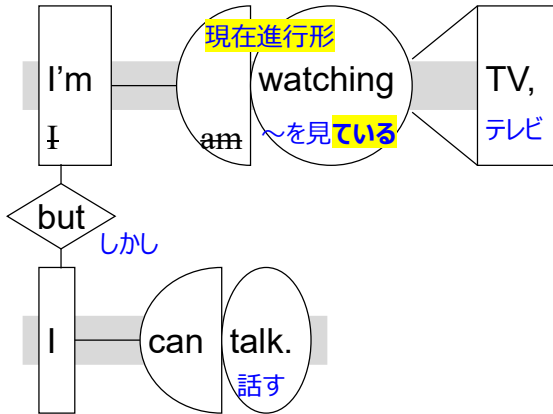 現在進行形
I'm watching TV,
I am ～を見ている テレビ
but
しかし
I can talk.
話す